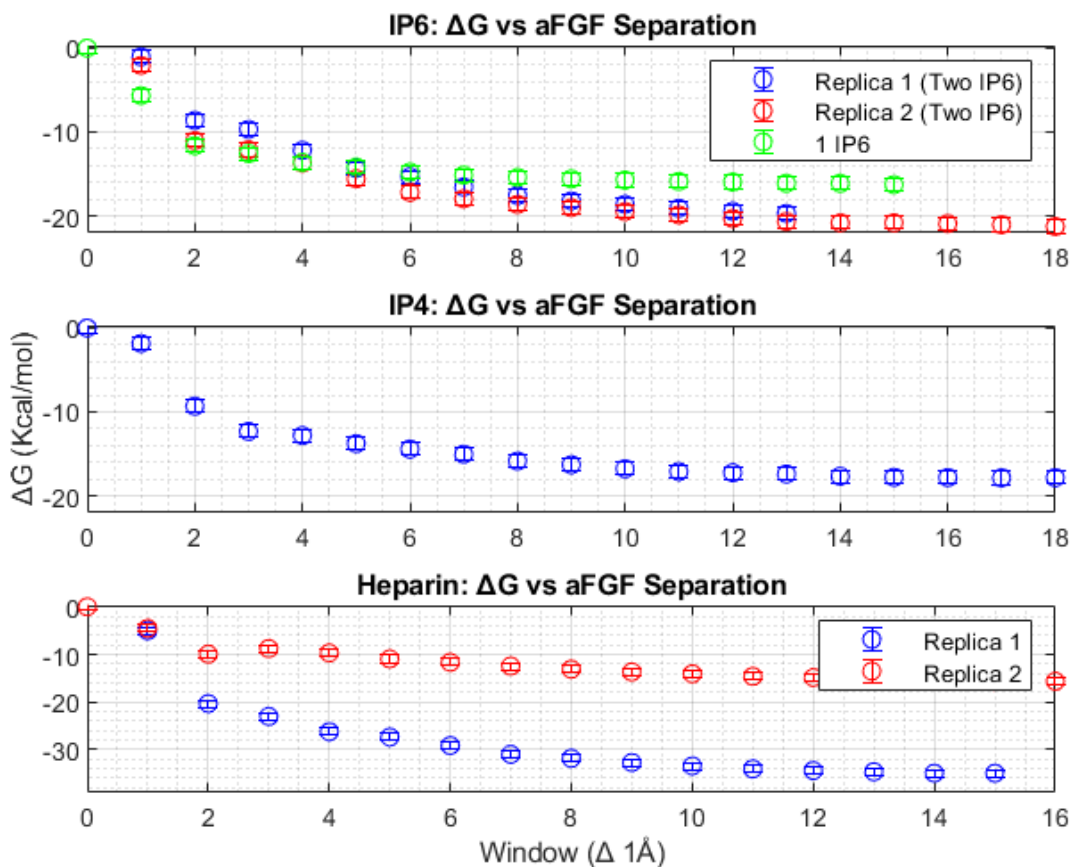 IP6: ΔG vs aFGF Separation
0
-10
-20
Replica 1 (Two IP6)
Replica 2 (Two IP6)
1 IP6
0 2 4 6 8 10 12 14 16 18
IP4: ΔG vs aFGF Separation
ΔG (Kcal/mol)
0
-10
-20
0 2 4 6 8 10 12 14 16 18
Heparin: ΔG vs aFGF Separation
0
-10
-20
-30
Replica 1
Replica 2
0 2 4 6 8 10 12 14 16
Window (Δ 1Å)